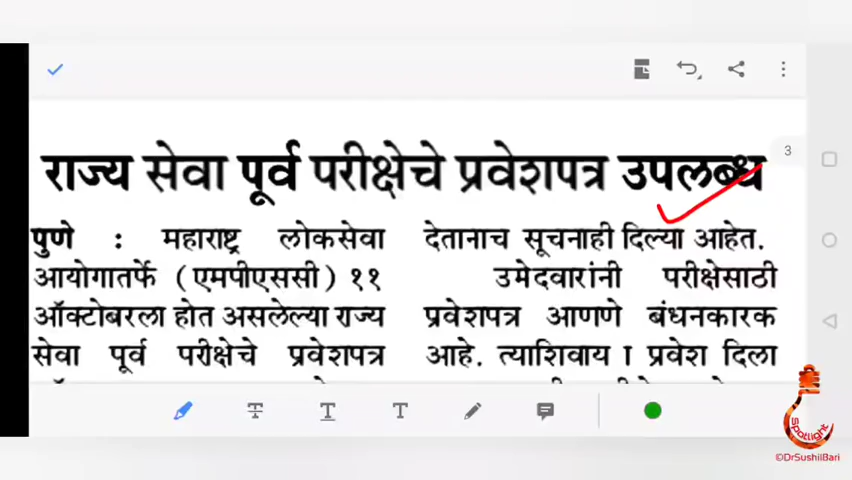 राज्य सेवा पूर्व परीक्षेचे प्रवेशपत्र उपलब्ध
3
पुणे : महाराष्ट्र लोकसेवा
आयोगातर्फे (एमपीएससी) ११
ऑक्टोबरला होत असलेल्या राज्य
सेवा पूर्व परीक्षेचे प्रवेशपत्र
देतानाच सूचनाही दिल्या आहेत.
उमेदवारांनी परीक्षेसाठी
प्रवेशपत्र आणणे बंधनकारक
आहे. त्याशिवाय प्रवेश दिला
T
T
T
Spotlight
©DrSushilBari